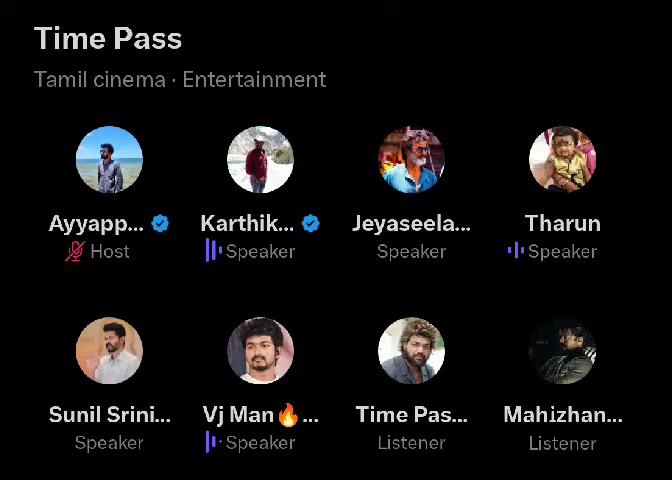 Time Pass
Tamil cinema · Entertainment
Ayyapp... Karthik... Jeyaseela... Tharun
Host Speaker Speaker Speaker
Sunil Srini... Vj Man🔥... Time Pas... Mahizhan...
Speaker Speaker Listener Listener